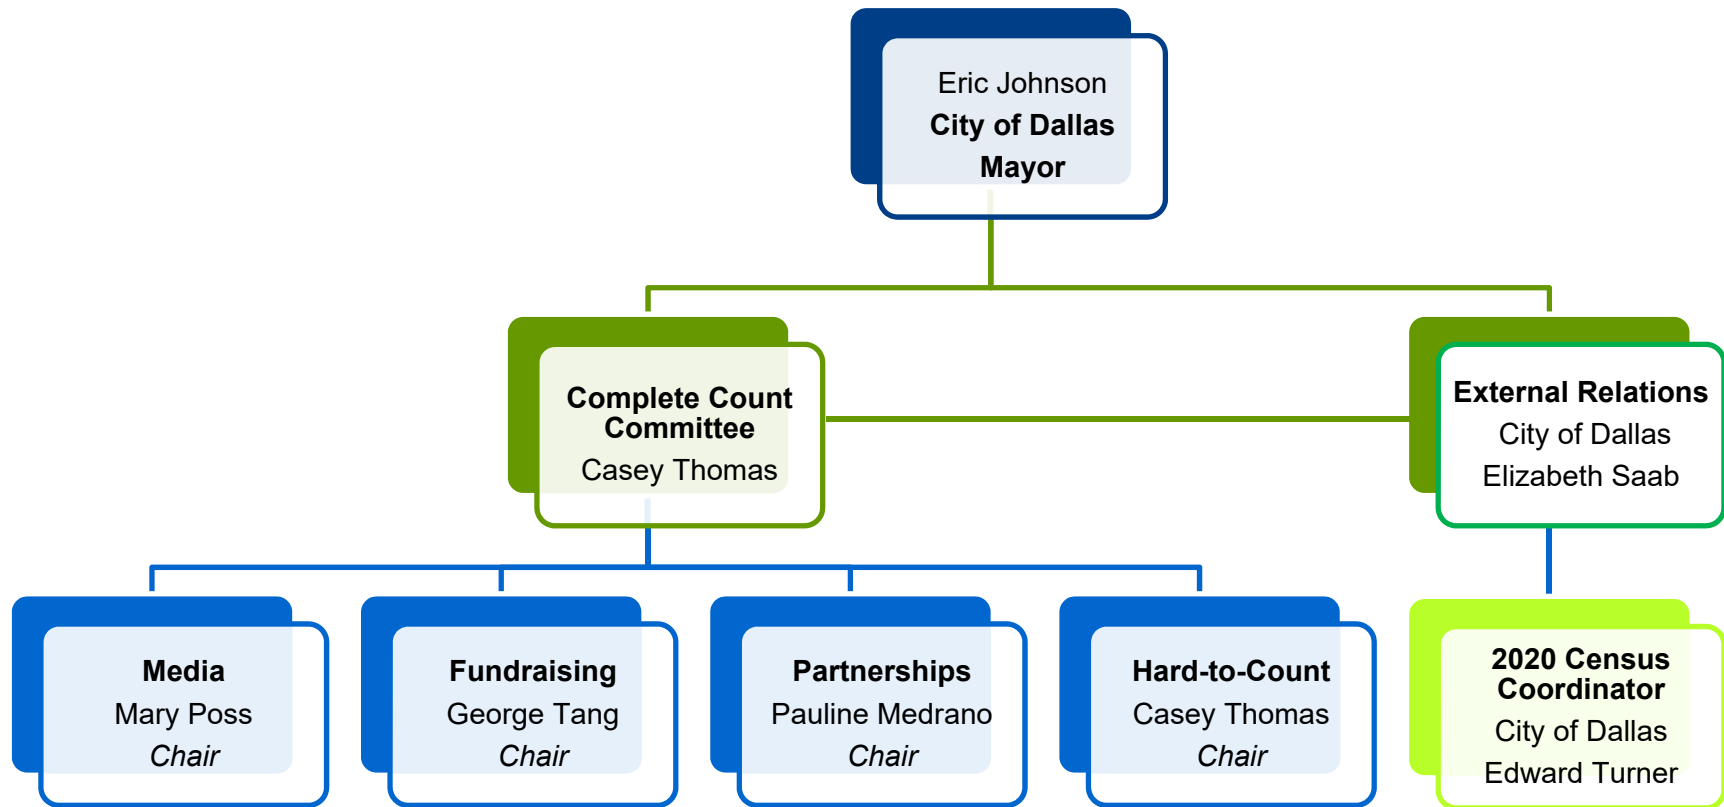 Eric Johnson
City of Dallas
Mayor
Complete Count
Committee
Casey Thomas
External Relations
City of Dallas
Elizabeth Saab
Media
Mary Poss
Chair
Fundraising
George Tang
Chair
Partnerships
Pauline Medrano
Chair
Hard-to-Count
Casey Thomas
Chair
2020 Census
Coordinator
City of Dallas
Edward Turner